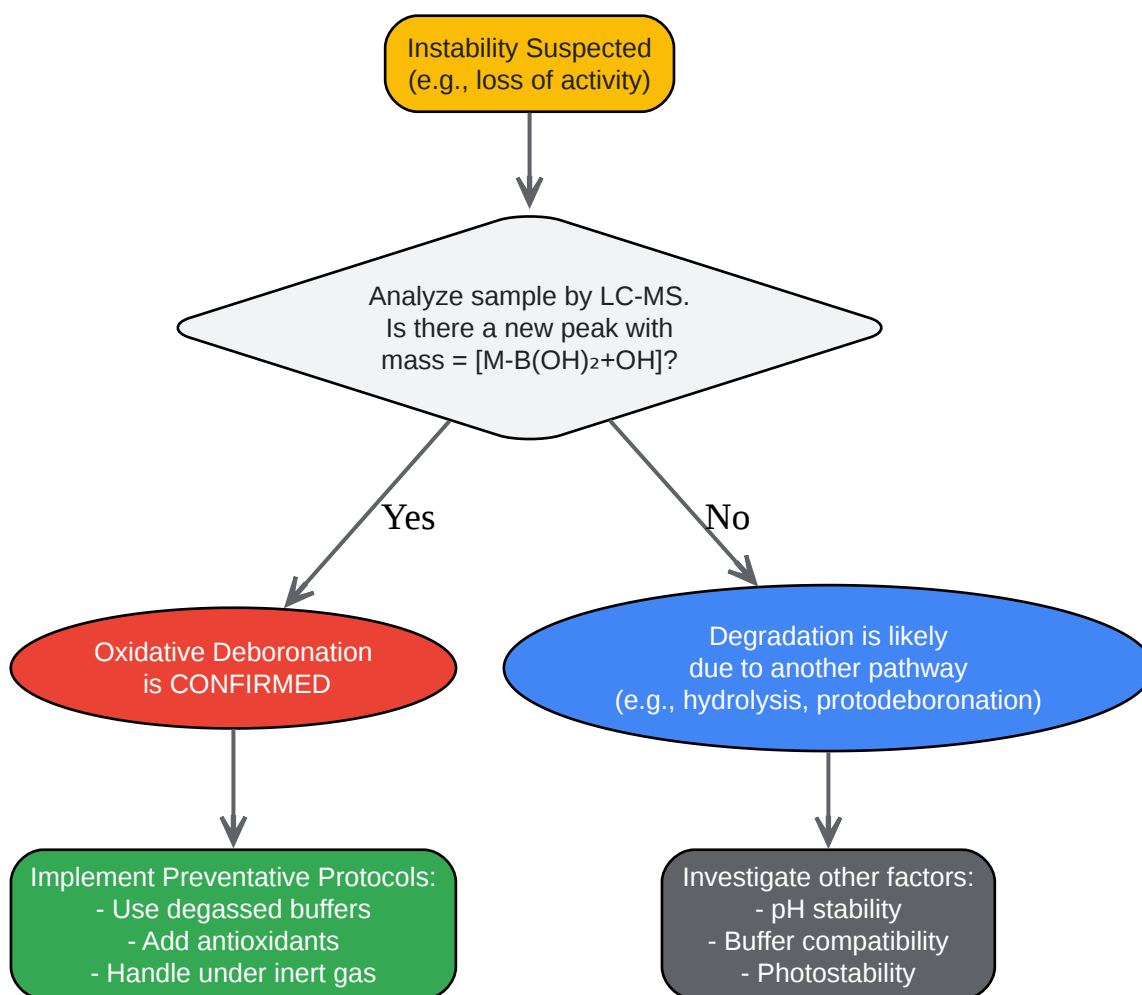 Instability Suspected
(e.g., loss of activity)
Analyze sample by LC-MS.
Is there a new peak with
mass = [M-B(OH)₂+OH]?
Yes
No
Oxidative Deboronation
is CONFIRMED
Degradation is likely
due to another pathway
(e.g., hydrolysis, protodeboronation)
Implement Preventative Protocols:
- Use degassed buffers
- Add antioxidants
- Handle under inert gas
Investigate other factors:
- pH stability
- Buffer compatibility
- Photostability